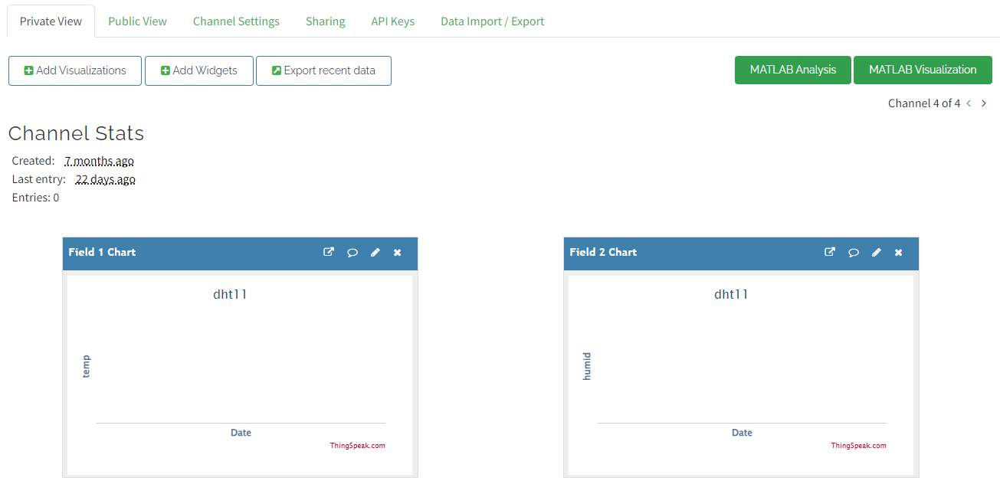 Private View Public View Channel Settings Sharing API Keys Data Import / Export
Add Visualizations Add Widgets Export recent data MATLAB Analysis MATLAB Visualization
Channel 4 of 4 < >
Channel Stats
Created: 7 months ago
Last entry: 22 days ago
Entries: 0
Field 1 Chart
dht11
temp
Date
ThingSpeak.com
Field 2 Chart
dht11
humid
Date
ThingSpeak.com